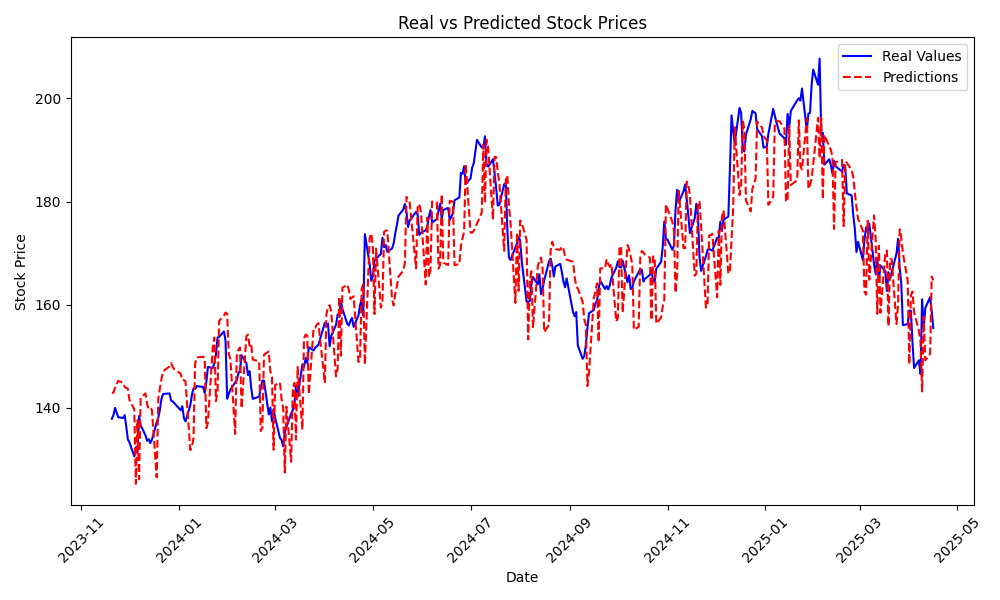 Real vs Predicted Stock Prices
Real Values
Predictions
Stock Price
200
180
160
140
2023-11
2024-01
2024-03
2024-05
2024-07
2024-09
2024-11
2025-01
2025-03
2025-05
Date